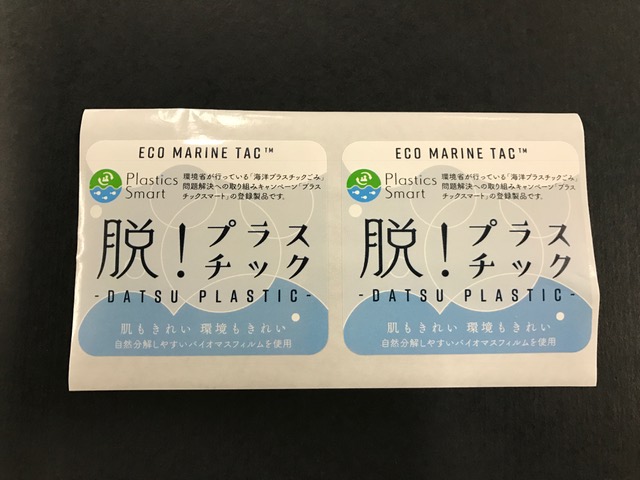 ECO MARINE TAC™
Plastics
Smart
環境省が行っている「海洋プラスチックごみ」
問題解決への取り組みキャンペーン「プラス
チックスマート」の登録製品です。
脱！プラス
チック
-DATSU PLASTIC-
肌もきれい 環境もきれい
自然分解しやすいバイオマスフィルムを使用
ECO MARINE TAC™
Plastics
Smart
環境省が行っている「海洋プラスチックごみ」
問題解決への取り組みキャンペーン「プラス
チックスマート」の登録製品です。
脱！プラス
チック
-DATSU PLASTIC-
肌もきれい 環境もきれい
自然分解しやすいバイオマスフィルムを使用